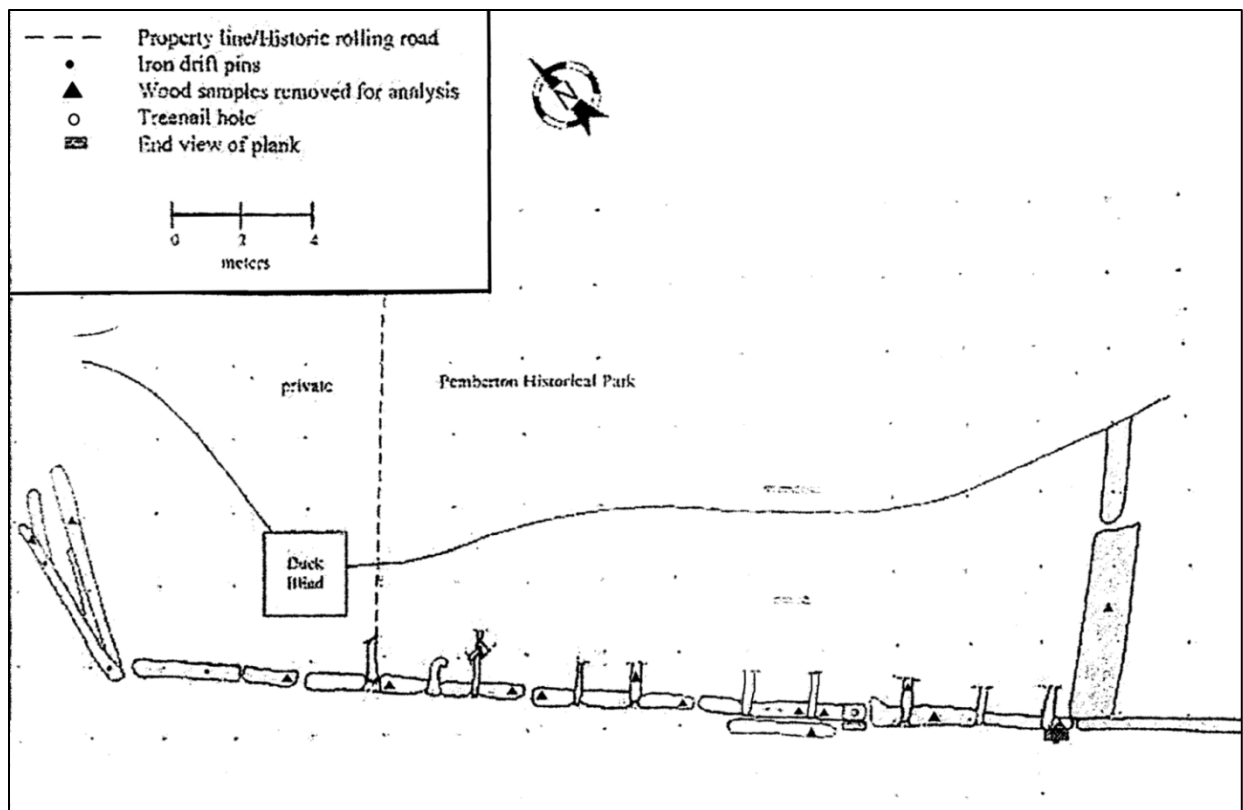 Property line/Historic rolling road
Iron drift pins
Wood samples removed for analysis
Treenail hole
End view of plank
0 2 4
meters
N
private
Pemberton Historical Park
Duck
Blind